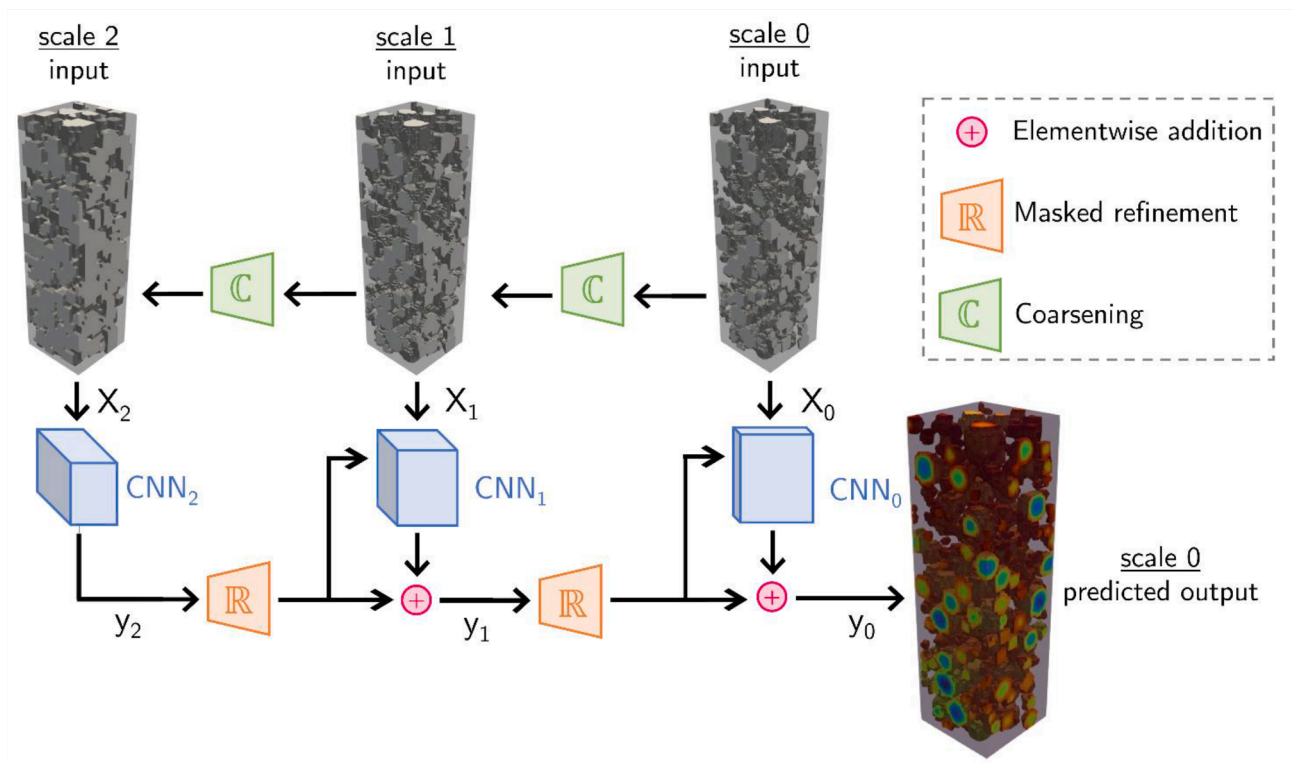 scale 2
input
scale 1
input
scale 0
input
+ Elementwise addition
ℝ Masked refinement
ℂ Coarsening
ℂ
ℂ
X₂
X₁
X₀
CNN₂
CNN₁
CNN₀
ℝ
+
ℝ
+
y₂
y₁
y₀
scale 0
predicted output